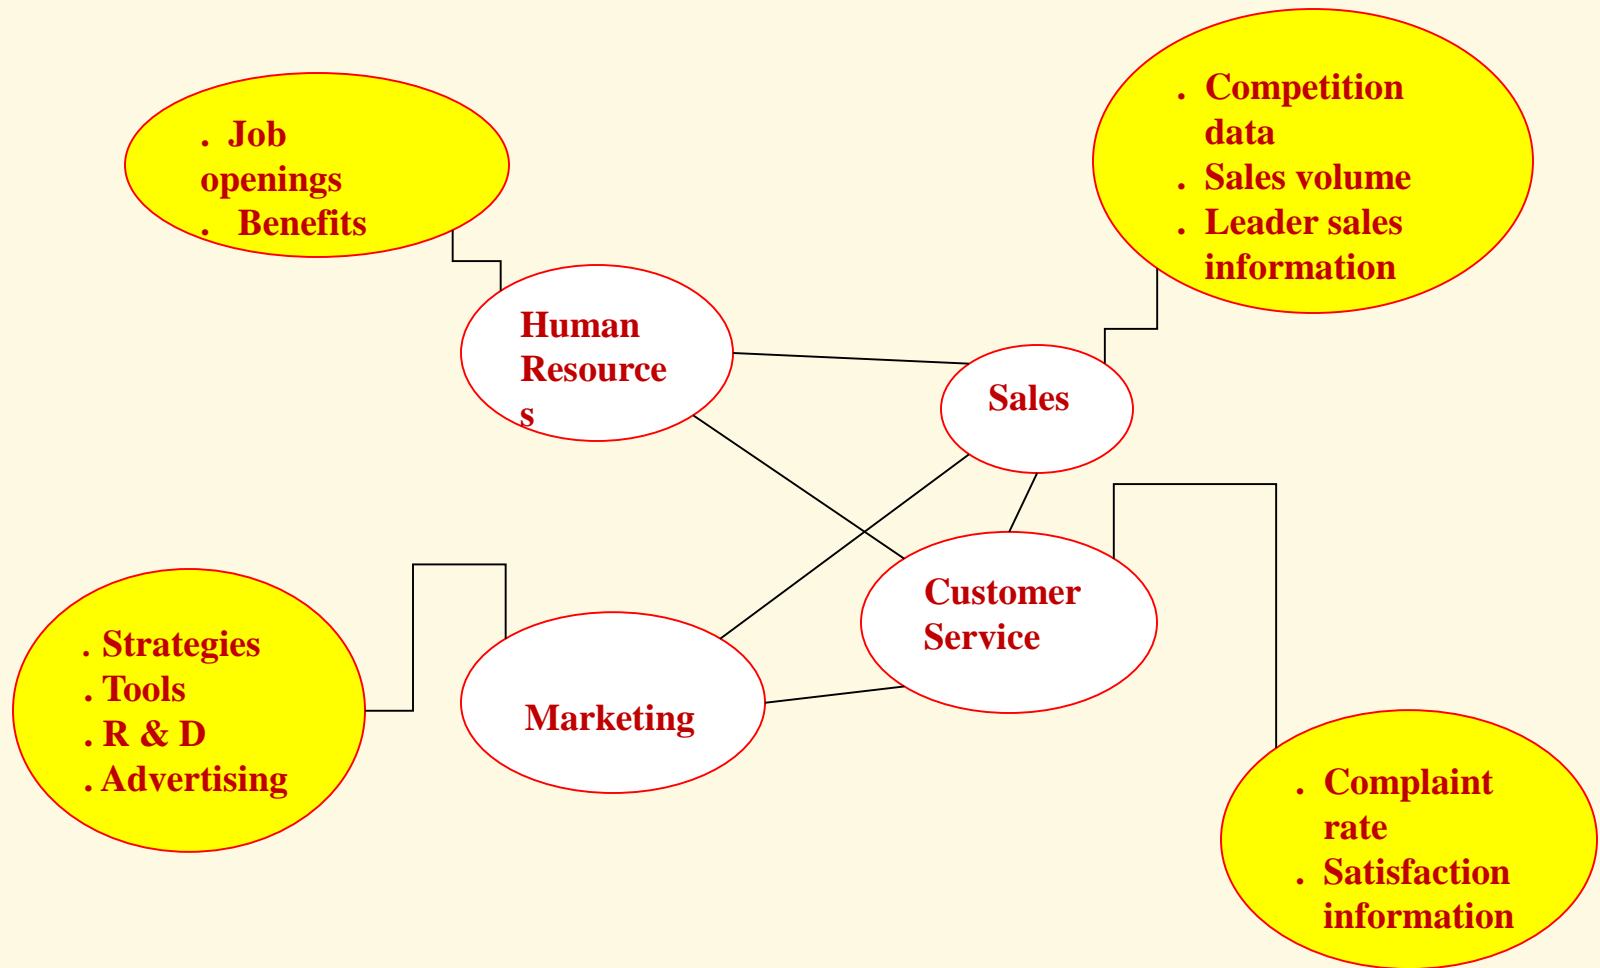 . Job
openings
. Benefits
. Competition
data
. Sales volume
. Leader sales
information
Human
Resource
s
Sales
Customer
Service
. Strategies
. Tools
. R & D
. Advertising
Marketing
. Complaint
rate
. Satisfaction
information